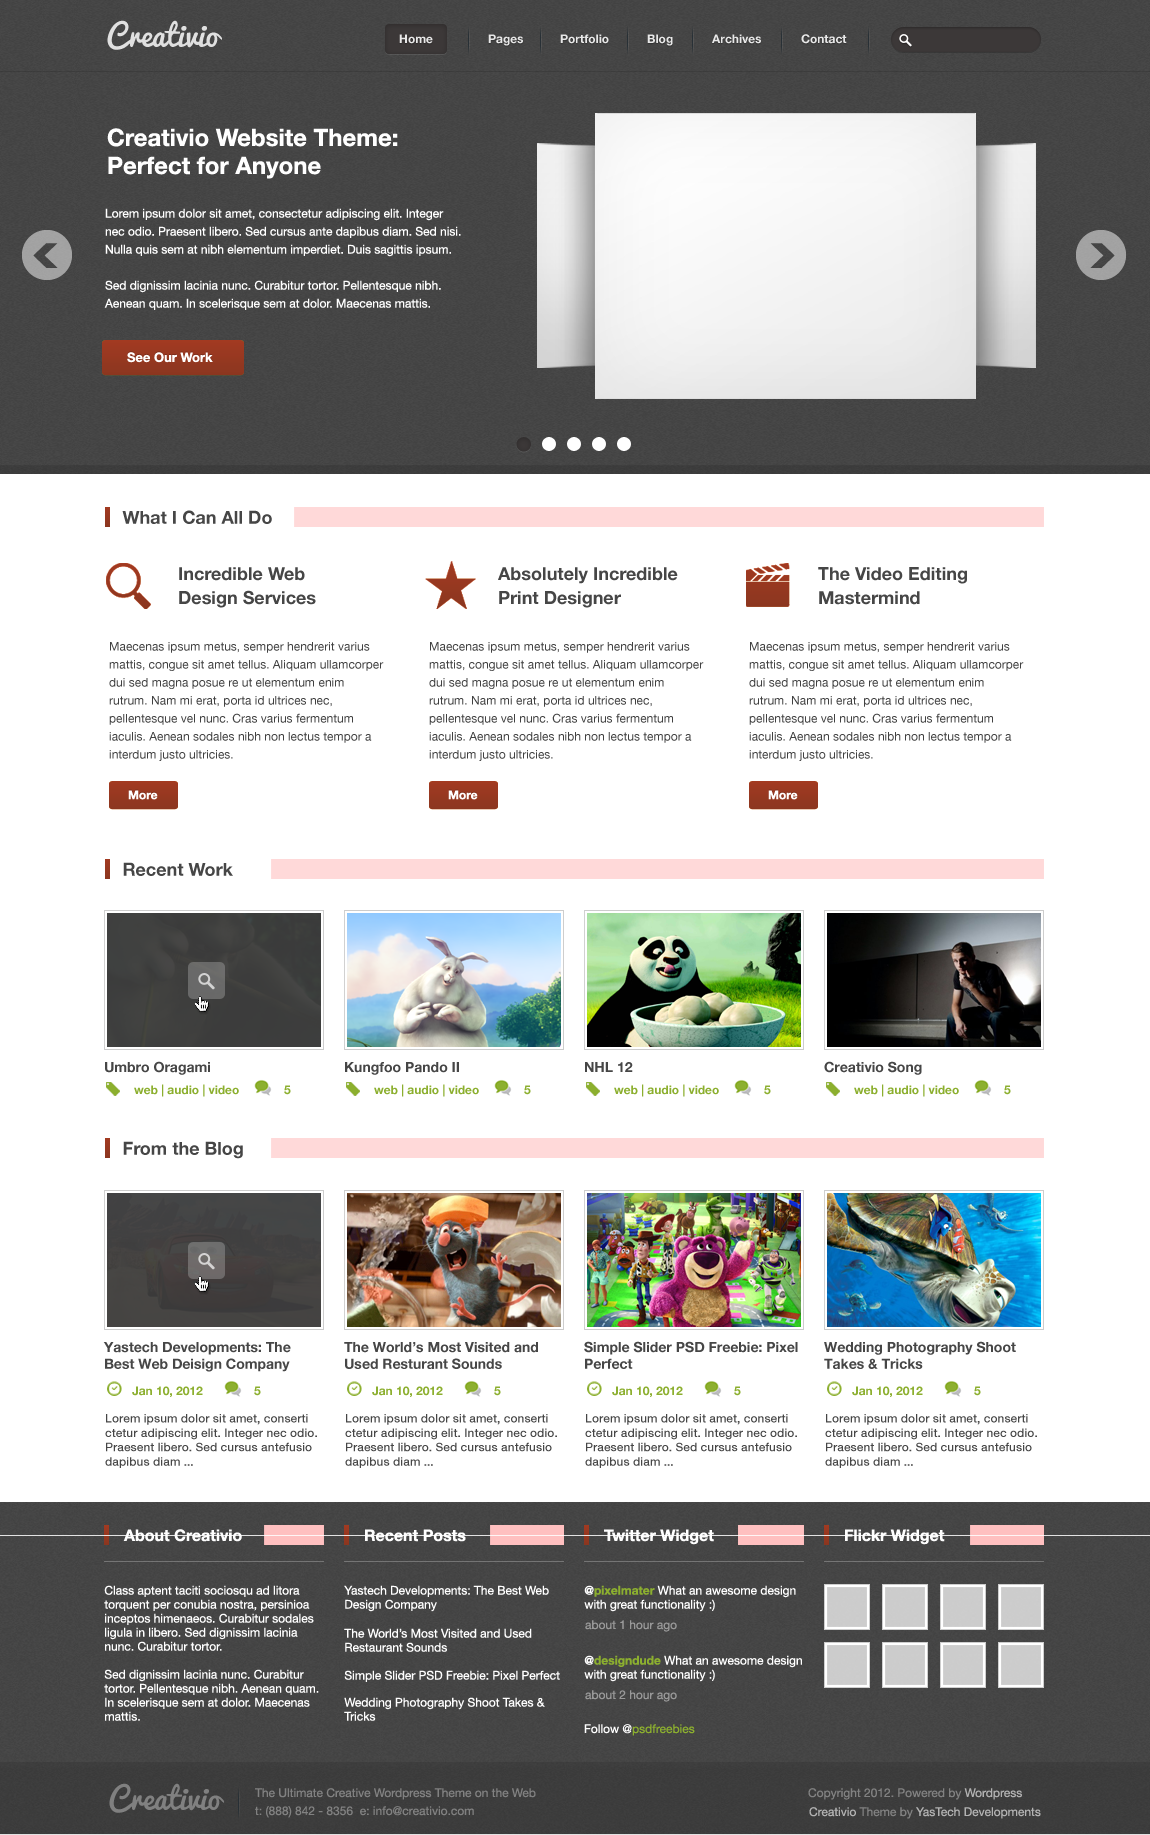 Creativio
Home Pages Portfolio Blog Archives Contact
Creativio Website Theme:
Perfect for Anyone
Lorem ipsum dolor sit amet, consectetur adipiscing elit. Integer
nec odio. Praesent libero. Sed cursus ante dapibus diam. Sed nisi.
Nulla quis sem at nibh elementum imperdiet. Duis sagittis ipsum.
Sed dignissim lacinia nunc. Curabitur tortor. Pellentesque nibh.
Aenean quam. In scelerisque sem at dolor. Maecenas mattis.
See Our Work
What I Can All Do
Incredible Web
Design Services
Maecenas ipsum metus, semper hendrerit varius
mattis, congue sit amet tellus. Aliquam ullamcorper
dui sed magna posue re ut elementum enim
rutrum. Nam mi erat, porta id ultrices nec,
pellentesque vel nunc. Cras varius fermentum
iaculis. Aenean sodales nibh non lectus tempor a
interdum justo ultricies.
More
Absolutely Incredible
Print Designer
Maecenas ipsum metus, semper hendrerit varius
mattis, congue sit amet tellus. Aliquam ullamcorper
dui sed magna posue re ut elementum enim
rutrum. Nam mi erat, porta id ultrices nec,
pellentesque vel nunc. Cras varius fermentum
iaculis. Aenean sodales nibh non lectus tempor a
interdum justo ultricies.
More
The Video Editing
Mastermind
Maecenas ipsum metus, semper hendrerit varius
mattis, congue sit amet tellus. Aliquam ullamcorper
dui sed magna posue re ut elementum enim
rutrum. Nam mi erat, porta id ultrices nec,
pellentesque vel nunc. Cras varius fermentum
iaculis. Aenean sodales nibh non lectus tempor a
interdum justo ultricies.
More
Recent Work
Umbro Oragami
web | audio | video 5
Kungfoo Pando II
web | audio | video 5
NHL 12
web | audio | video 5
Creativio Song
web | audio | video 5
From the Blog
Yastech Developments: The
Best Web Deisign Company
Jan 10, 2012 5
Lorem ipsum dolor sit amet, conserti
ctetur adipiscing elit. Integer nec odio.
Praesent libero. Sed cursus antefusio
dapibus diam ...
The World's Most Visited and
Used Resturant Sounds
Jan 10, 2012 5
Lorem ipsum dolor sit amet, conserti
ctetur adipiscing elit. Integer nec odio.
Praesent libero. Sed cursus antefusio
dapibus diam ...
Simple Slider PSD Freebie: Pixel
Perfect
Jan 10, 2012 5
Lorem ipsum dolor sit amet, conserti
ctetur adipiscing elit. Integer nec odio.
Praesent libero. Sed cursus antefusio
dapibus diam ...
Wedding Photography Shoot
Takes & Tricks
Jan 10, 2012 5
Lorem ipsum dolor sit amet, conserti
ctetur adipiscing elit. Integer nec odio.
Praesent libero. Sed cursus antefusio
dapibus diam ...
About Creativio
Class aptent taciti sociosqu ad litora
torquent per conubia nostra, persinioa
inceptos himenaeos. Curabitur sodales
ligula in libero. Sed dignissim lacinia
nunc. Curabitur tortor.
Sed dignissim lacinia nunc. Curabitur
tortor. Pellentesque nibh. Aenean quam.
In scelerisque sem at dolor. Maecenas
mattis.
Recent Posts
Yastech Developments: The Best Web
Design Company
The World's Most Visited and Used
Restaurant Sounds
Simple Slider PSD Freebie: Pixel Perfect
Wedding Photography Shoot Takes &
Tricks
Twitter Widget
@pixelmater What an awesome design
with great functionality :)
about 1 hour ago
@designdude What an awesome design
with great functionality :)
about 2 hour ago
Follow @psdfreebies
Flickr Widget
Creativio
The Ultimate Creative Wordpress Theme on the Web
t: (888) 842 - 8356 e: info@creativio.com
Copyright 2012. Powered by Wordpress
Creativio Theme by YasTech Developments